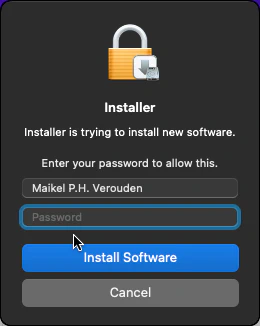 Installer
Installer is trying to install new software.
Enter your password to allow this.
Maikel P.H. Verouden
Password
Install Software
Cancel